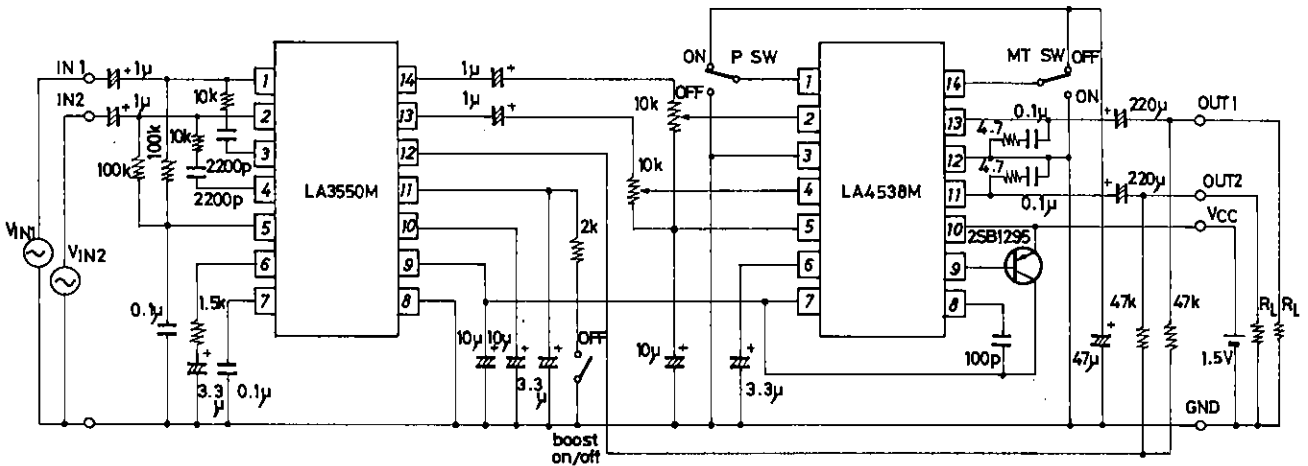 IN 1
+1μ
IN2
+1μ
10k
100k
10k
100k
2200p
2200p
VIN1
VIN2
0.1μ
1.5k
3.3μ
0.1μ
1
2
3
4
5
6
7
LA3550M
14
13
12
11
10
9
8
1μ +
1μ +
10k
10k
2k
OFF
10μ +
10μ +
3.3μ +
boost
on/off
10μ +
3.3μ +
ON
P SW
OFF
1
2
3
4
5
6
7
LA4538M
14
13
12
11
10
9
8
MT SW
OFF
ON
0.1μ
4.7
4.7
0.1μ
+ 220μ
OUT1
+ 220μ
OUT2
VCC
2SB1295
100p
47μ +
47k
47k
1.5V
RL
RL
GND